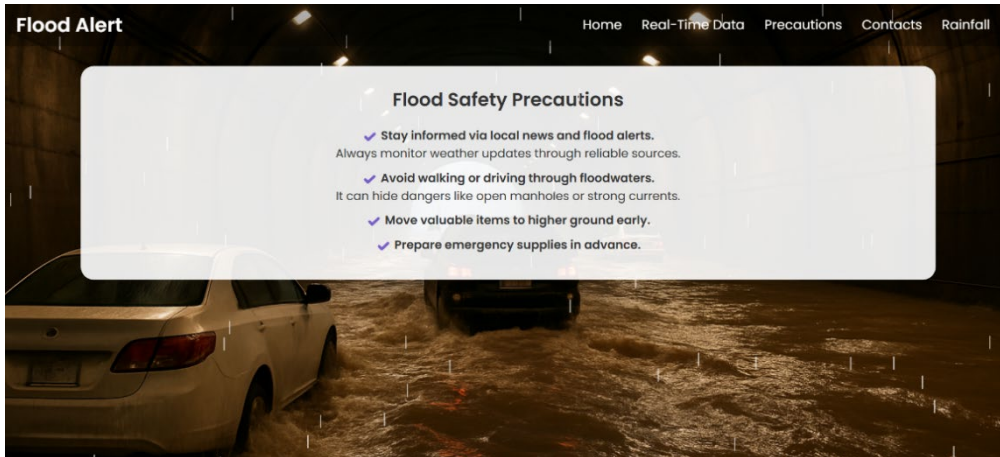 Flood Alert
Home Real-Time Data Precautions Contacts Rainfall
Flood Safety Precautions
✔ Stay informed via local news and flood alerts.
Always monitor weather updates through reliable sources.
✔ Avoid walking or driving through floodwaters.
It can hide dangers like open manholes or strong currents.
✔ Move valuable items to higher ground early.
✔ Prepare emergency supplies in advance.